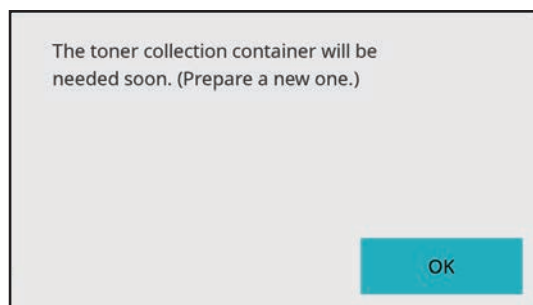 The toner collection container will be
needed soon. (Prepare a new one.)
OK